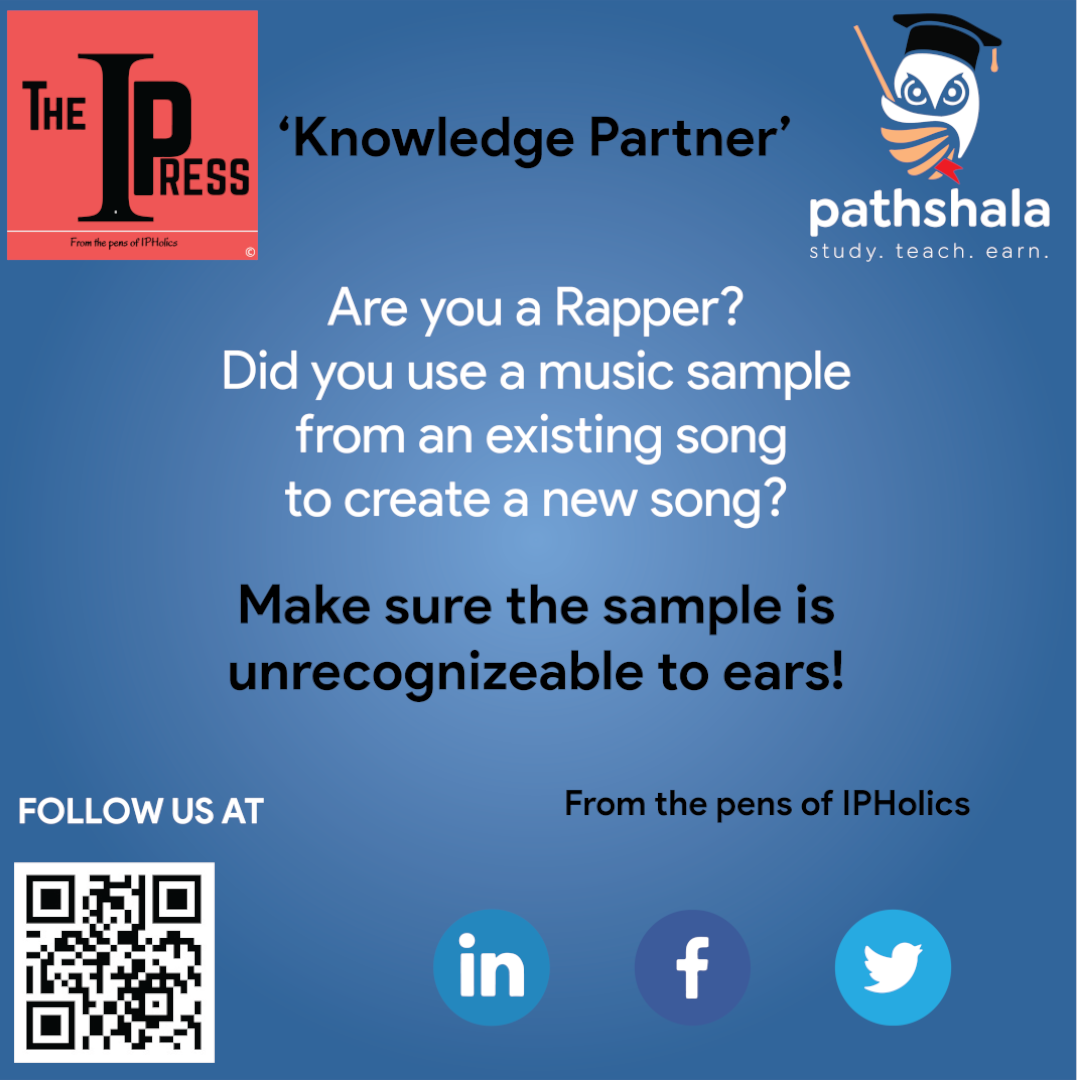 THE IPRESS
From the pens of IPHolics
©
‘Knowledge Partner’
pathshala
study. teach. earn.
Are you a Rapper?
Did you use a music sample
from an existing song
to create a new song?
Make sure the sample is
unrecognizeable to ears!
FOLLOW US AT
From the pens of IPHolics
in
f